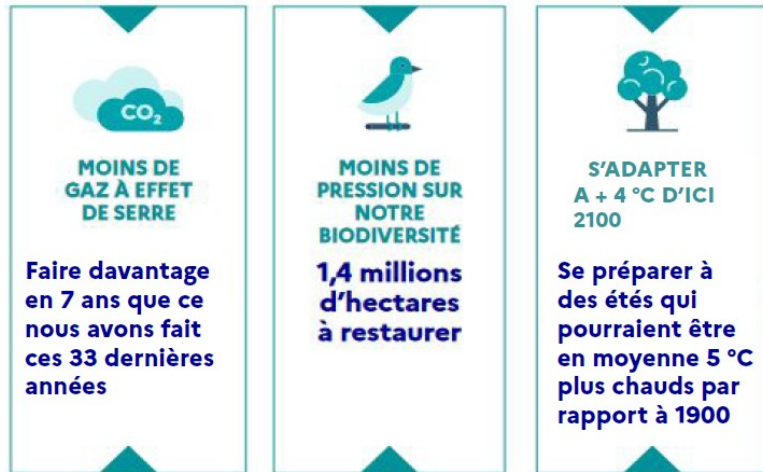 CO₂
MOINS DE
GAZ À EFFET
DE SERRE
Faire davantage
en 7 ans que ce
nous avons fait
ces 33 dernières
années
MOINS DE
PRESSION SUR
NOTRE
BIODIVERSITÉ
1,4 millions
d’hectares
à restaurer
S’ADAPTER
A + 4 °C D’ICI
2100
Se préparer à
des étés qui
pourraient être
en moyenne 5 °C
plus chauds par
rapport à 1900